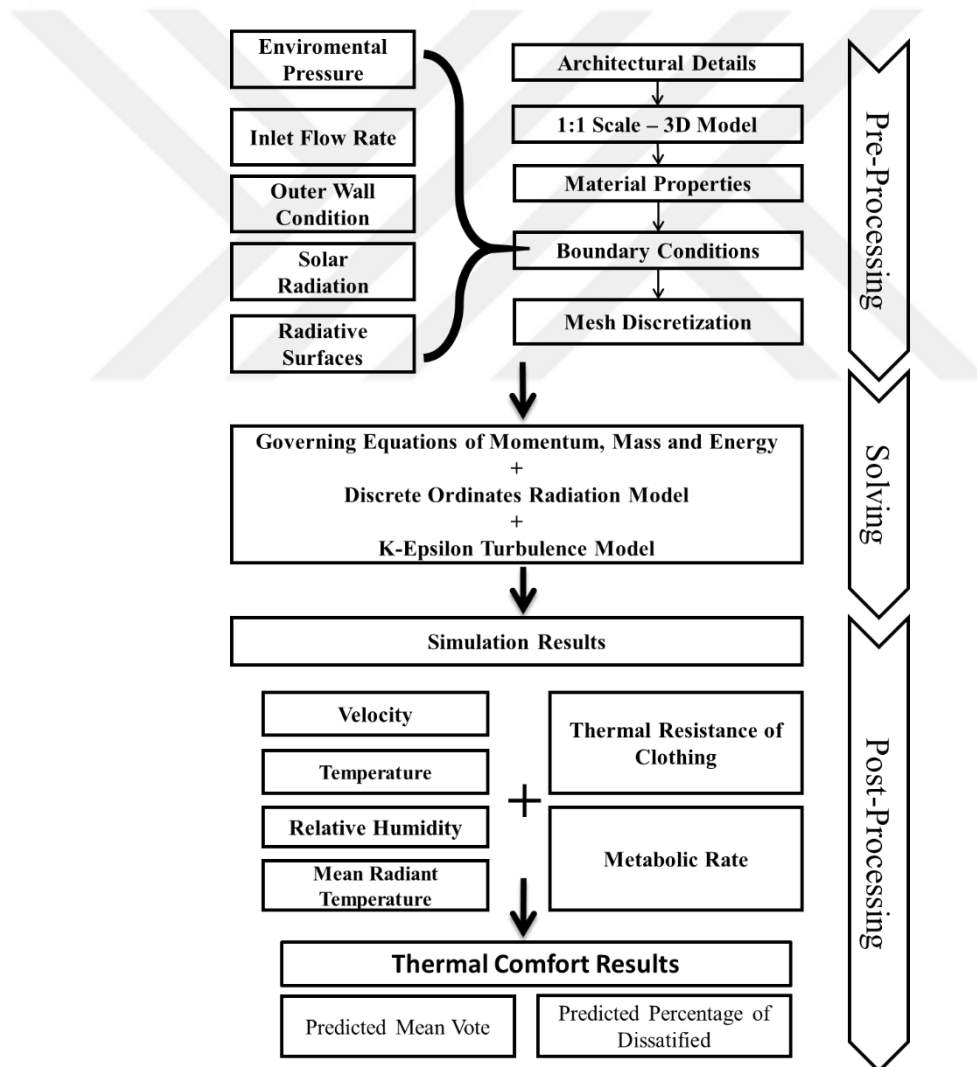 Enviromental
Pressure
Inlet Flow Rate
Outer Wall
Condition
Solar
Radiation
Radiative
Surfaces
Architectural Details
1:1 Scale – 3D Model
Material Properties
Boundary Conditions
Mesh Discretization
Pre-Processing
Governing Equations of Momentum, Mass and Energy
+
Discrete Ordinates Radiation Model
+
K-Epsilon Turbulence Model
Solving
Simulation Results
Velocity
Temperature
Relative Humidity
Mean Radiant
Temperature
+
Thermal Resistance of
Clothing
Metabolic Rate
Thermal Comfort Results
Predicted Mean Vote
Predicted Percentage of
Dissatified
Post-Processing